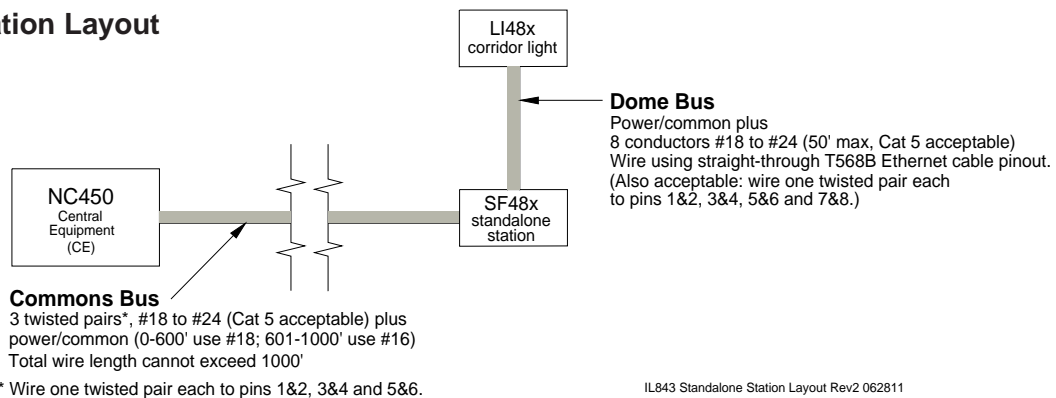 ation Layout
LI48x
corridor light
Dome Bus
Power/common plus
8 conductors #18 to #24 (50' max, Cat 5 acceptable)
Wire using straight-through T568B Ethernet cable pinout.
(Also acceptable: wire one twisted pair each
to pins 1&2, 3&4, 5&6 and 7&8.)
NC450
Central
Equipment
(CE)
SF48x
standalone
station
Commons Bus
3 twisted pairs*, #18 to #24 (Cat 5 acceptable) plus
power/common (0-600' use #18; 601-1000' use #16)
Total wire length cannot exceed 1000'
* Wire one twisted pair each to pins 1&2, 3&4 and 5&6.
IL843 Standalone Station Layout Rev2 062811